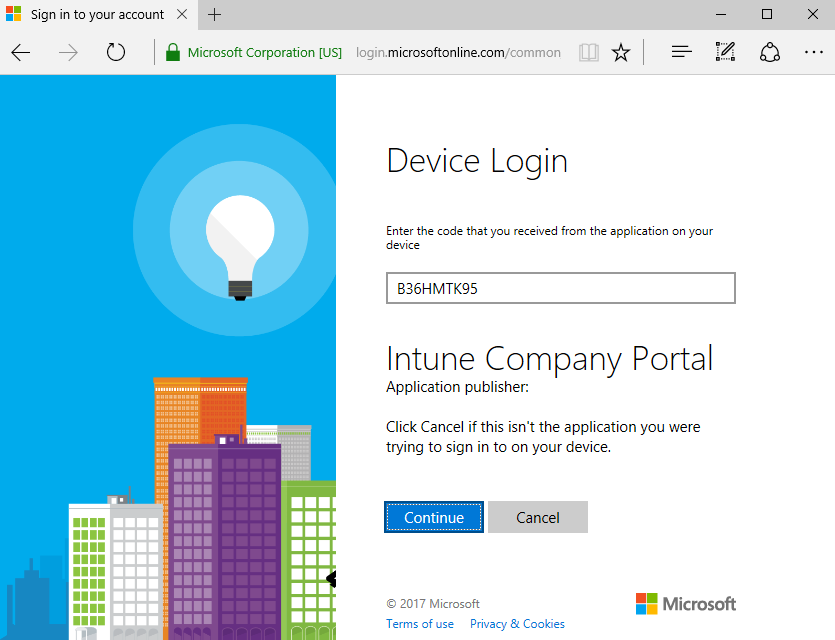 Sign in to your account
Microsoft Corporation [US] login.microsoftonline.com/common
Device Login
Enter the code that you received from the application on your
device
B36HMTK95
Intune Company Portal
Application publisher:
Click Cancel if this isn't the application you were
trying to sign in to on your device.
Continue Cancel
© 2017 Microsoft
Microsoft
Terms of use Privacy & Cookies